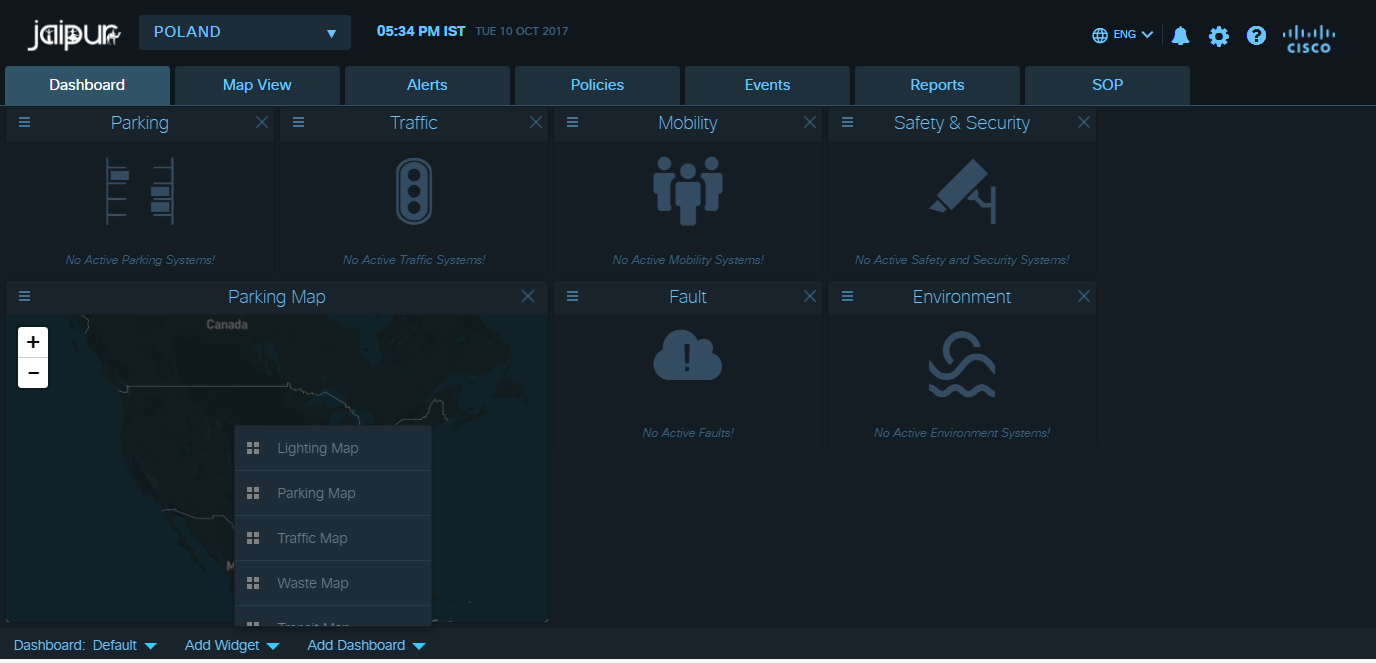 jaipur POLAND 05:34 PM IST TUE 10 OCT 2017 ENG CISCO
Dashboard Map View Alerts Policies Events Reports SOP
Parking Traffic Mobility Safety & Security
No Active Parking Systems! No Active Traffic Systems! No Active Mobility Systems! No Active Safety and Security Systems!
Parking Map Fault Environment
Canada
+
−
No Active Faults! No Active Environment Systems!
Lighting Map
Parking Map
Traffic Map
Waste Map
Transit Map
Dashboard: Default Add Widget Add Dashboard